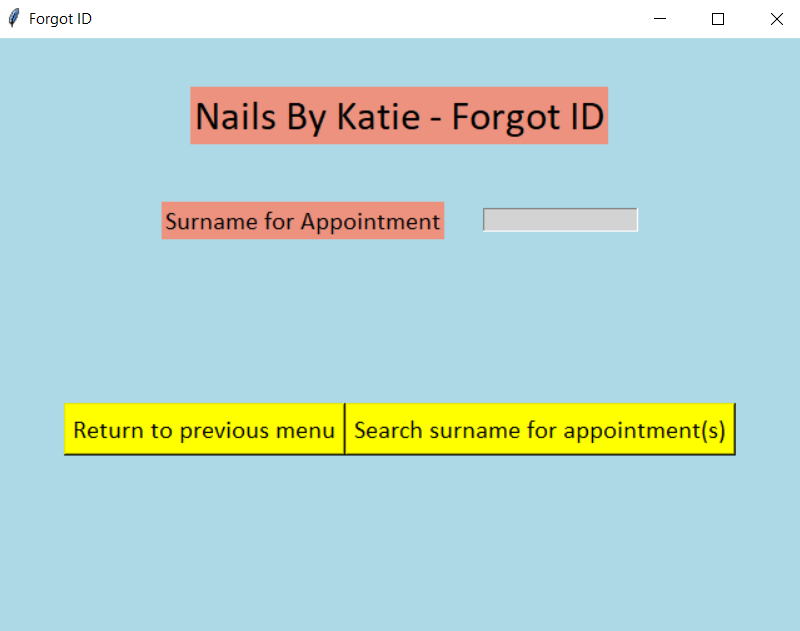 Forgot ID
Nails By Katie - Forgot ID
Surname for Appointment
Return to previous menu Search surname for appointment(s)